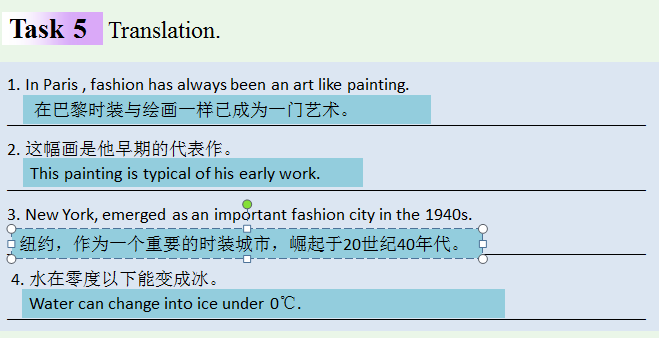 Task 5 Translation.
1. In Paris , fashion has always been an art like painting.
在巴黎时装与绘画一样已成为一门艺术。
2. 这幅画是他早期的代表作。
This painting is typical of his early work.
3. New York, emerged as an important fashion city in the 1940s.
纽约，作为一个重要的时装城市，崛起于20世纪40年代。
4. 水在零度以下能变成冰。
Water can change into ice under 0℃.